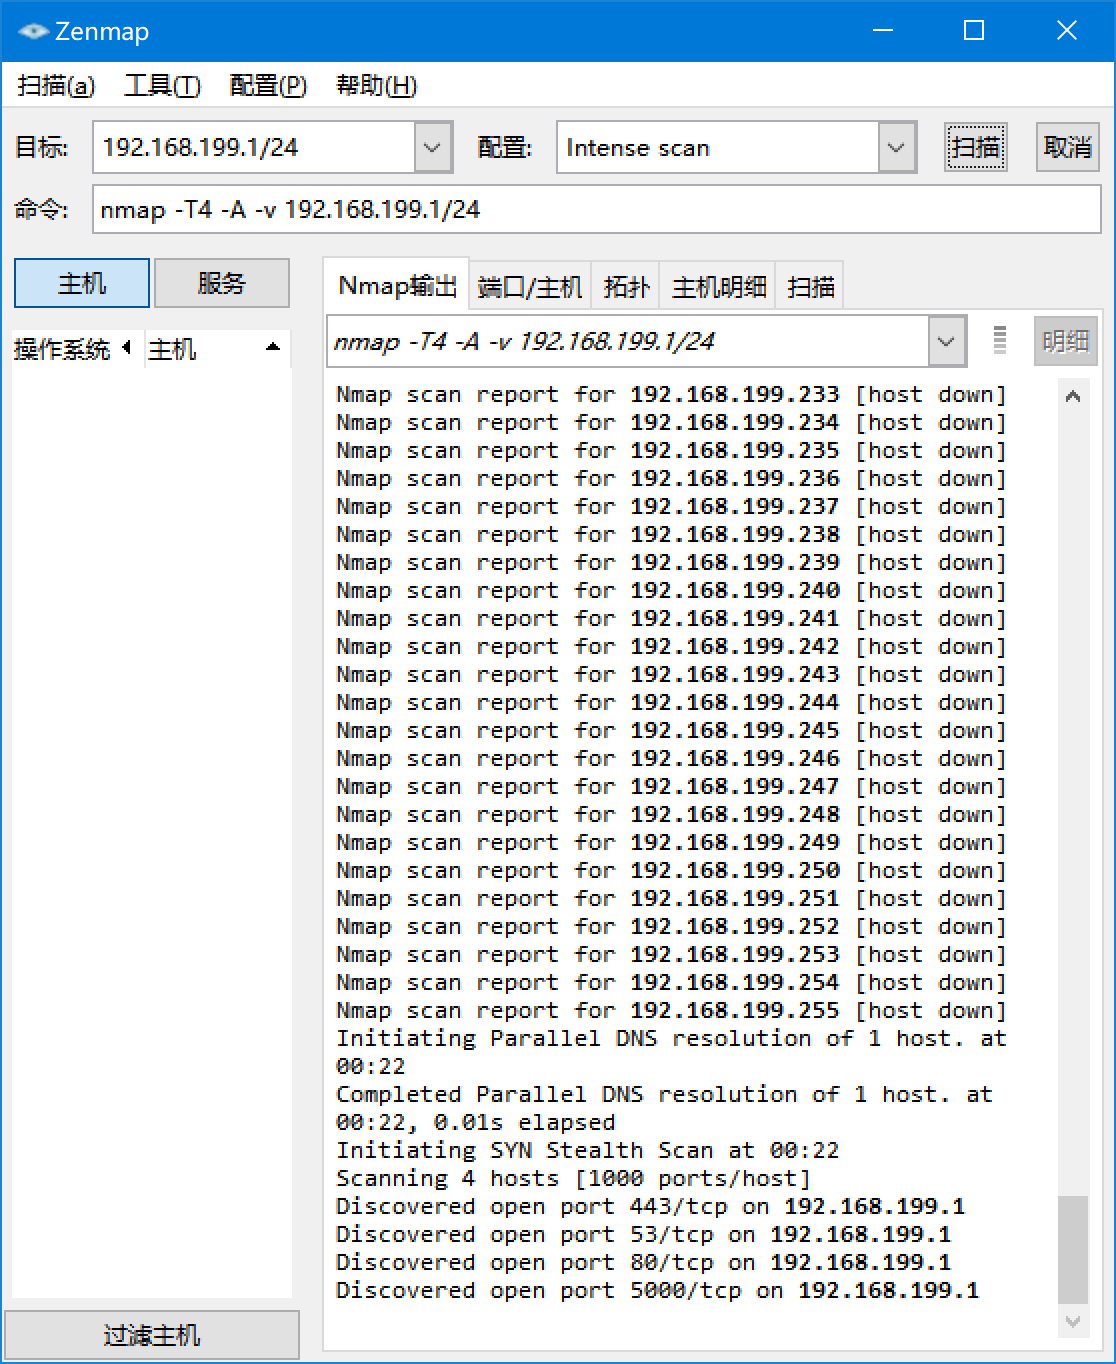 Zenmap
扫描(a) 工具(T) 配置(P) 帮助(H)
目标: 192.168.199.1/24 配置: Intense scan 扫描 取消
命令: nmap -T4 -A -v 192.168.199.1/24
主机 服务
操作系统 主机
Nmap输出 端口/主机 拓扑 主机明细 扫描
nmap -T4 -A -v 192.168.199.1/24 明细
Nmap scan report for 192.168.199.233 [host down]
Nmap scan report for 192.168.199.234 [host down]
Nmap scan report for 192.168.199.235 [host down]
Nmap scan report for 192.168.199.236 [host down]
Nmap scan report for 192.168.199.237 [host down]
Nmap scan report for 192.168.199.238 [host down]
Nmap scan report for 192.168.199.239 [host down]
Nmap scan report for 192.168.199.240 [host down]
Nmap scan report for 192.168.199.241 [host down]
Nmap scan report for 192.168.199.242 [host down]
Nmap scan report for 192.168.199.243 [host down]
Nmap scan report for 192.168.199.244 [host down]
Nmap scan report for 192.168.199.245 [host down]
Nmap scan report for 192.168.199.246 [host down]
Nmap scan report for 192.168.199.247 [host down]
Nmap scan report for 192.168.199.248 [host down]
Nmap scan report for 192.168.199.249 [host down]
Nmap scan report for 192.168.199.250 [host down]
Nmap scan report for 192.168.199.251 [host down]
Nmap scan report for 192.168.199.252 [host down]
Nmap scan report for 192.168.199.253 [host down]
Nmap scan report for 192.168.199.254 [host down]
Nmap scan report for 192.168.199.255 [host down]
Initiating Parallel DNS resolution of 1 host. at
00:22
Completed Parallel DNS resolution of 1 host. at
00:22, 0.01s elapsed
Initiating SYN Stealth Scan at 00:22
Scanning 4 hosts [1000 ports/host]
Discovered open port 443/tcp on 192.168.199.1
Discovered open port 53/tcp on 192.168.199.1
Discovered open port 80/tcp on 192.168.199.1
Discovered open port 5000/tcp on 192.168.199.1
过滤主机